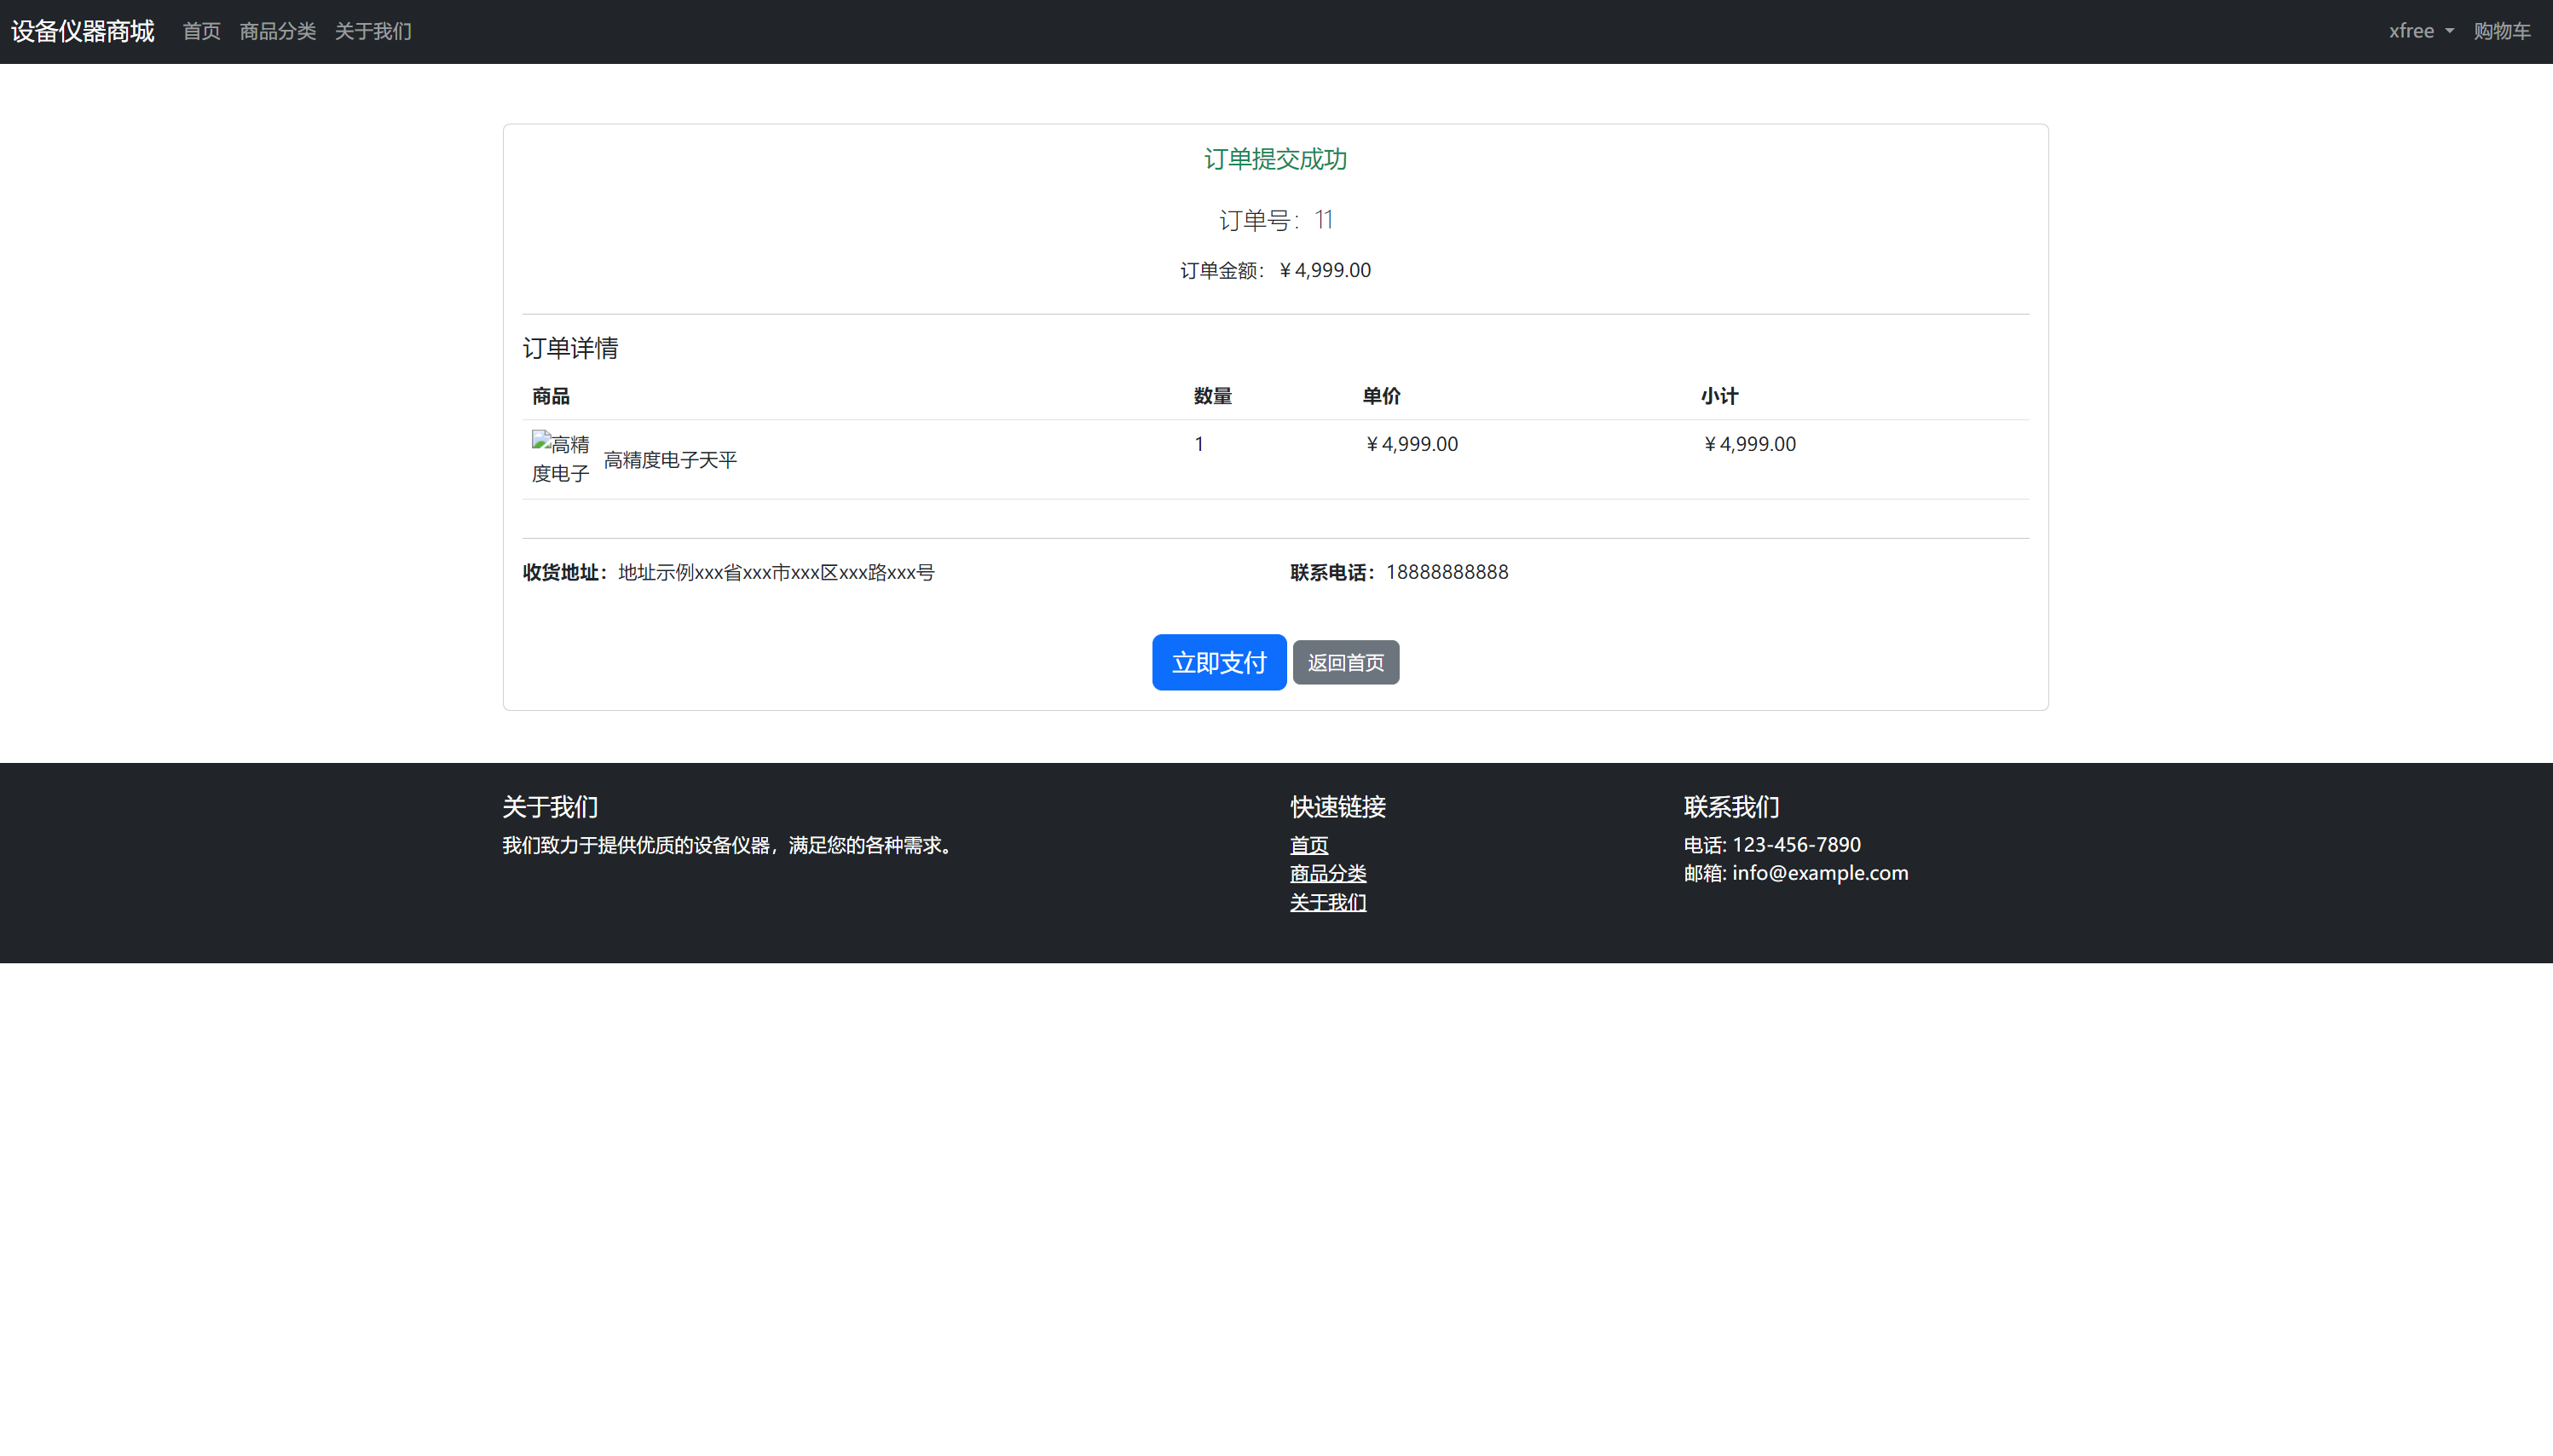 设备仪器商城 首页 商品分类 关于我们 xfree 购物车
订单提交成功
订单号：11
订单金额：￥4,999.00
订单详情
商品 数量 单价 小计
高精度电子 高精度电子天平 1 ￥4,999.00 ￥4,999.00
收货地址：地址示例xxx省xxx市xxx区xxx路xxx号 联系电话：18888888888
立即支付 返回首页
关于我们
我们致力于提供优质的设备仪器，满足您的各种需求。
快速链接
首页
商品分类
关于我们
联系我们
电话: 123-456-7890
邮箱: info@example.com